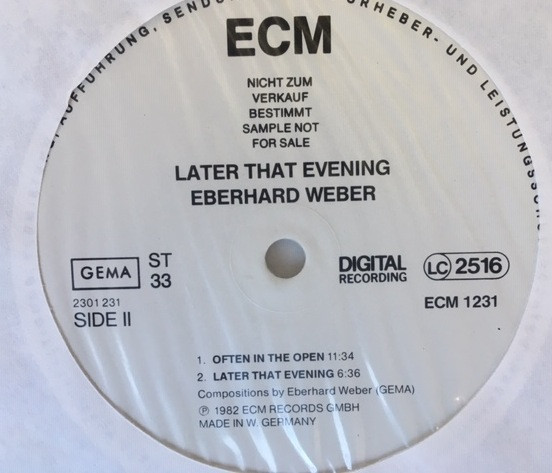 AUFFÜHRUNG, SENDU
URHEBER- UND LEISTUNGSSCHU
ECM
NICHT ZUM
VERKAUF
BESTIMMT
SAMPLE NOT
FOR SALE
LATER THAT EVENING
EBERHARD WEBER
GEMA
ST
33
DIGITAL
RECORDING
LC 2516
2301 231
SIDE II
ECM 1231
1. OFTEN IN THE OPEN 11:34
2. LATER THAT EVENING 6:36
Compositions by Eberhard Weber (GEMA)
℗ 1982 ECM RECORDS GMBH
MADE IN W. GERMANY